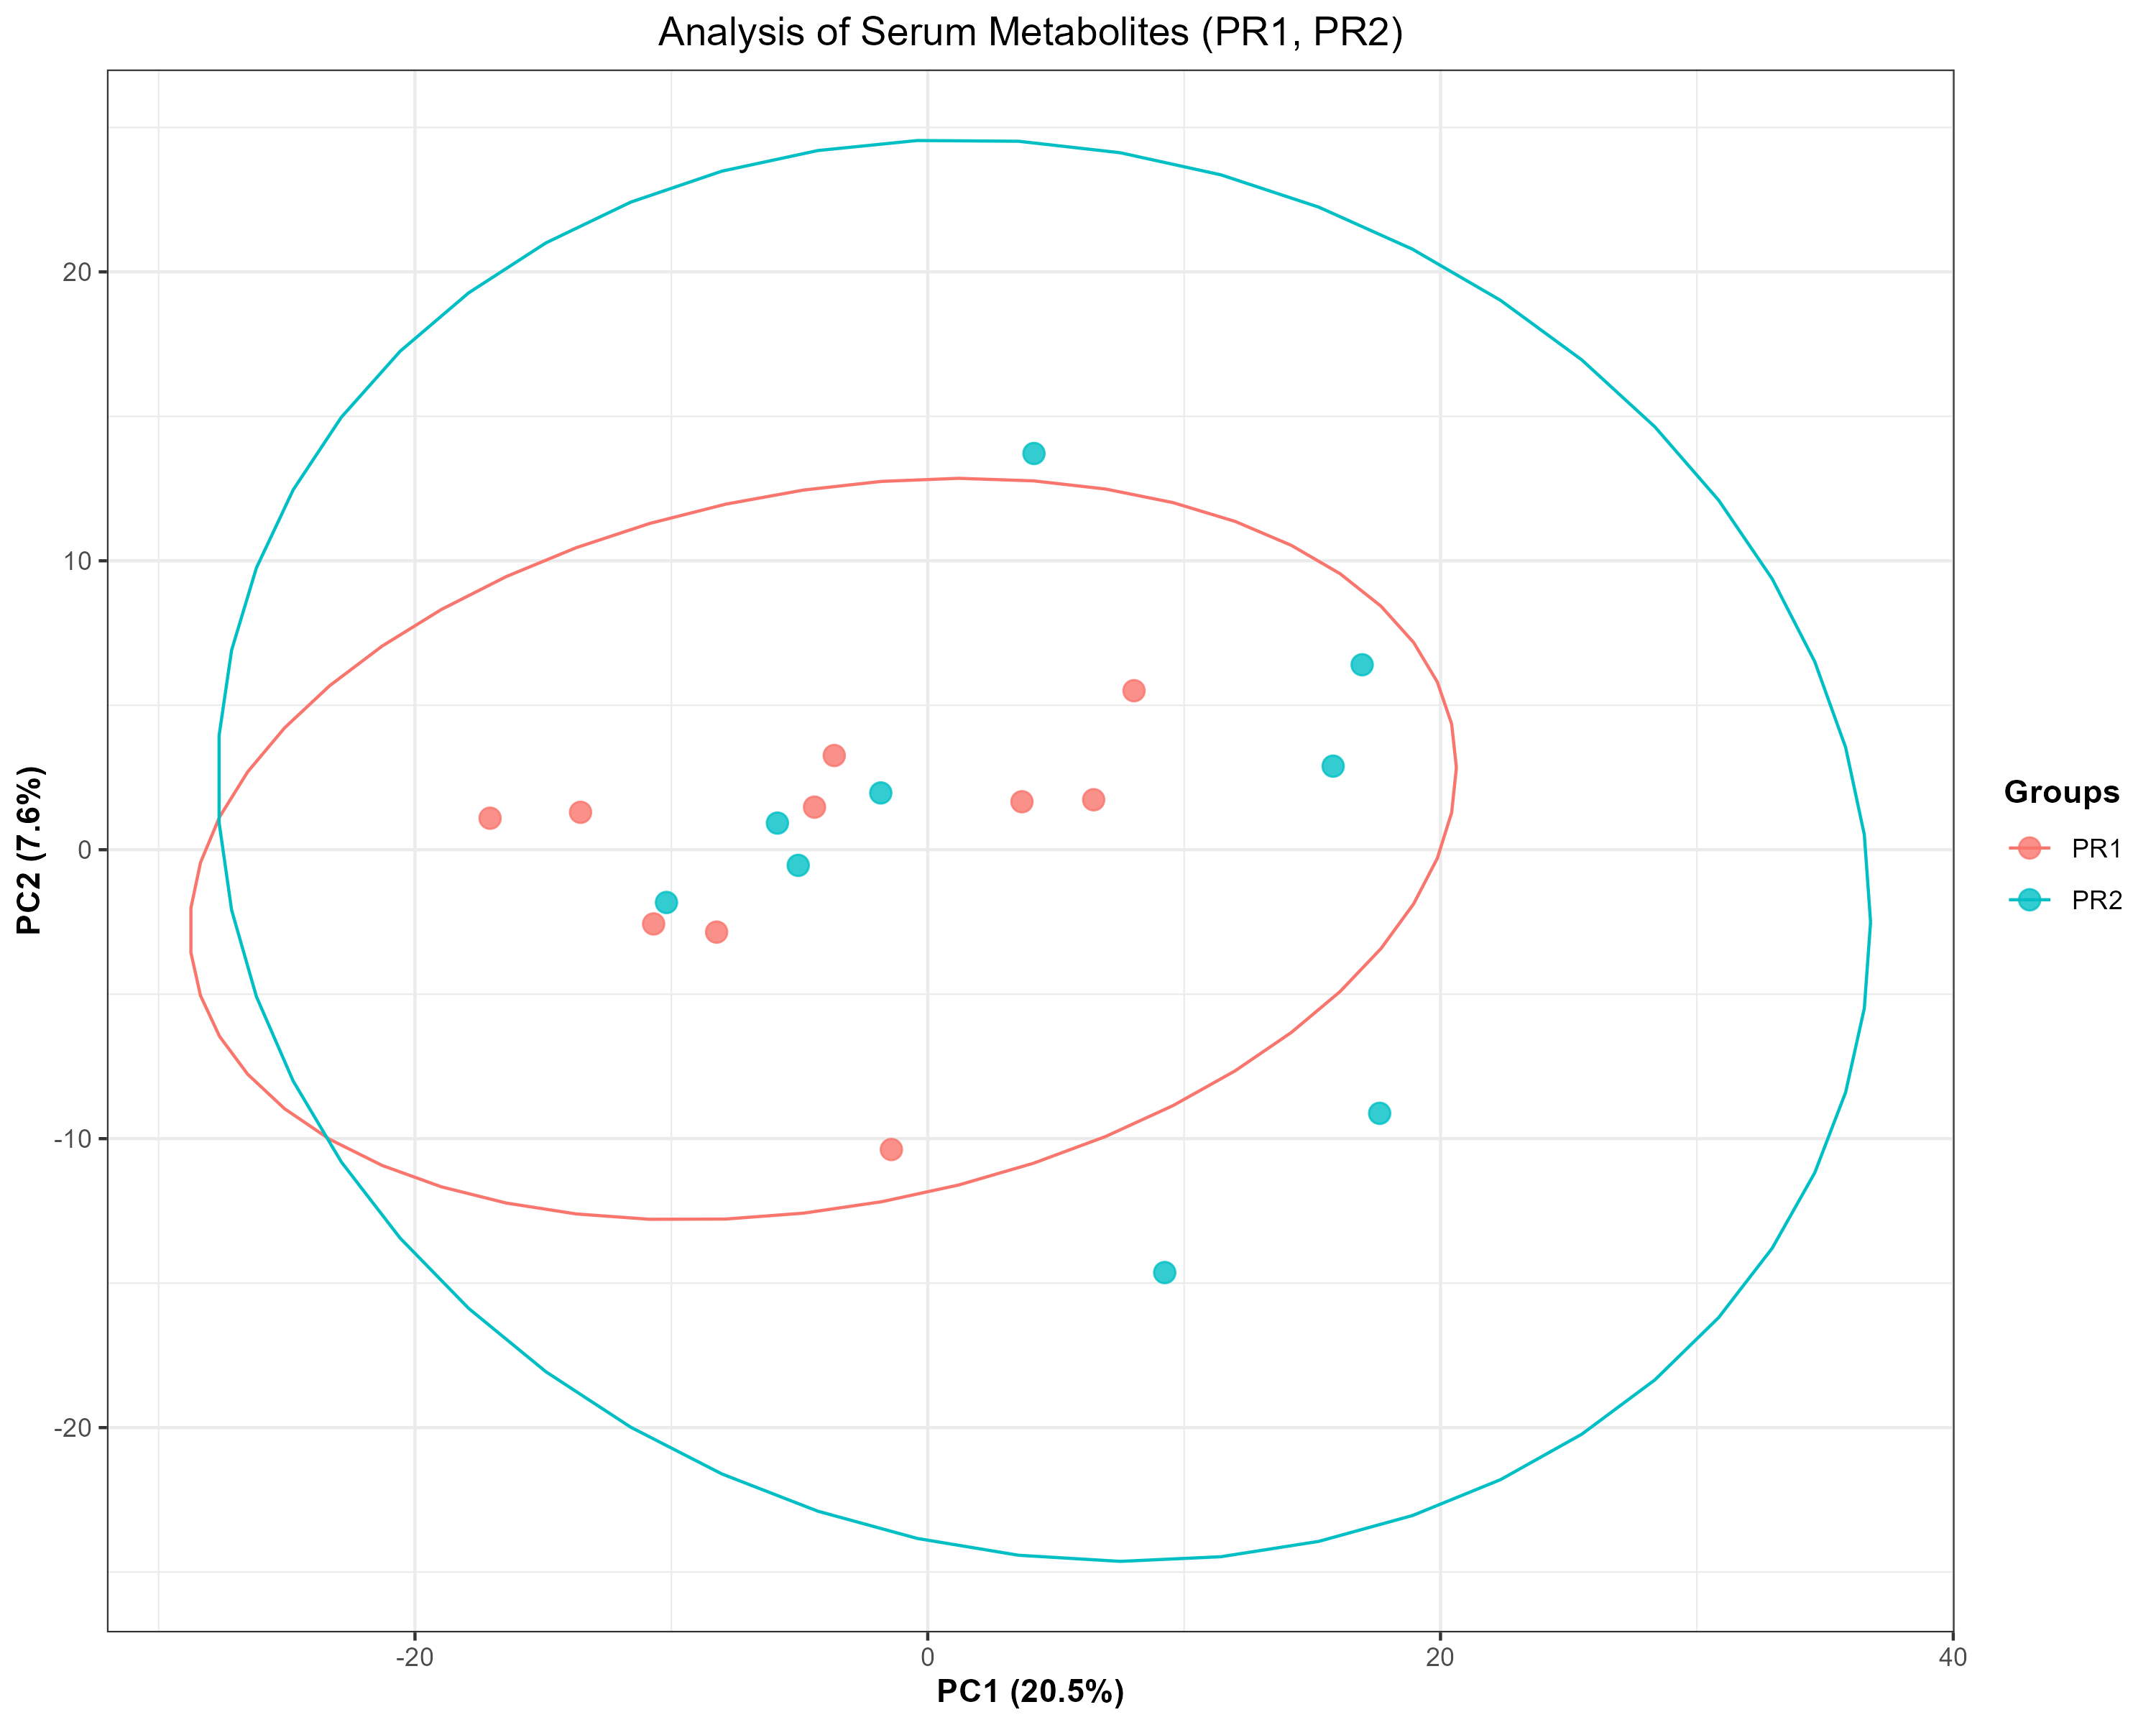 Analysis of Serum Metabolites (PR1, PR2)
20
10
0
-10
-20
PC2 (7.6%)
-20
0
20
40
PC1 (20.5%)
Groups
PR1
PR2